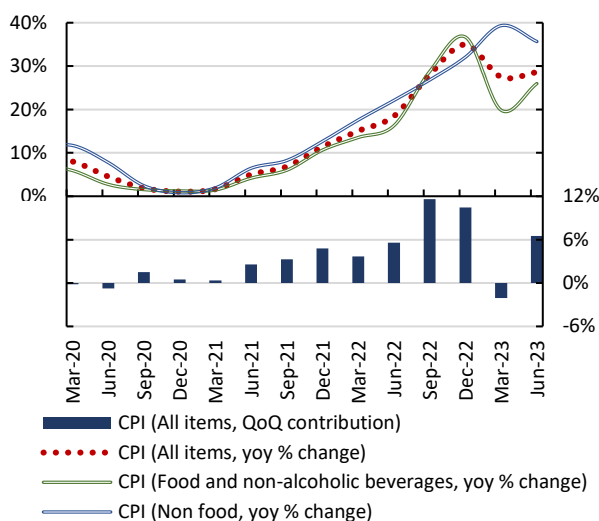 40%
30%
20%
10%
0%
12%
6%
0%
-6%
Mar-20
Jun-20
Sep-20
Dec-20
Mar-21
Jun-21
Sep-21
Dec-21
Mar-22
Jun-22
Sep-22
Dec-22
Mar-23
Jun-23
CPI (All items, QoQ contribution)
CPI (All items, yoy % change)
CPI (Food and non-alcoholic beverages, yoy % change)
CPI (Non food, yoy % change)